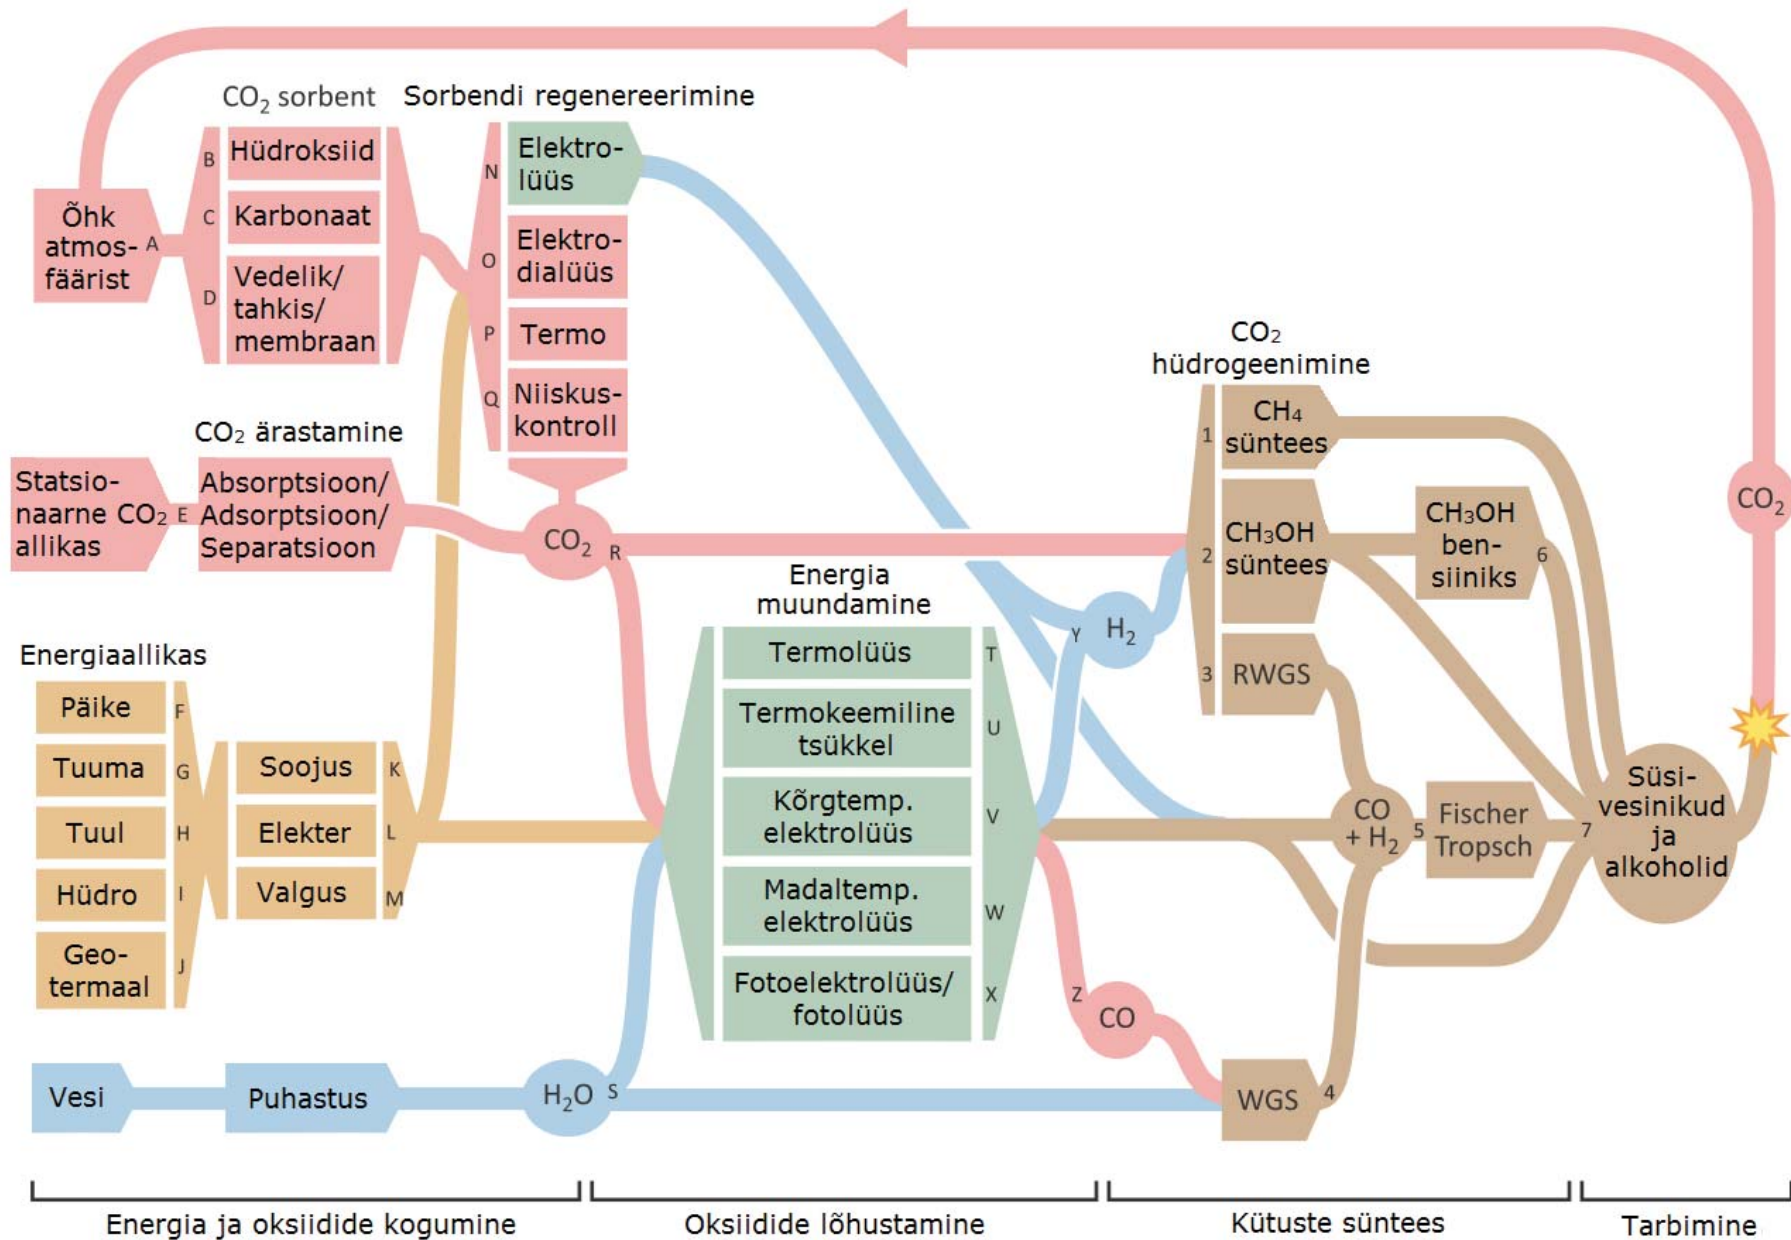 CO₂ sorbent
Sorbendi regenereerimine
Õhk
atmos-
fäärist
A
B
Hüdroksiid
C
Karbonaat
D
Vedelik/
tahkis/
membraan
N
Elektro-
lüüs
O
Elektro-
dialüüs
P
Termo
Q
Niiskus-
kontroll
CO₂ ärastamine
Statsio-
naarne CO₂
allikas
E
Absorptsioon/
Adsorptsioon/
Separatsioon
CO₂
R
Energiaallikas
Päike
F
Tuuma
G
Tuul
H
Hüdro
I
Geo-
termaal
J
Soojus
K
Elekter
L
Valgus
M
Vesi
Puhastus
H₂O
S
Energia
muundamine
Termolüüs
T
Termokeemiline
tsükkel
U
Kõrgtemp.
elektrolüüs
V
Madaltemp.
elektrolüüs
W
Fotoelektrolüüs/
fotolüüs
X
Y
H₂
Z
CO
CO₂
hüdrogeenimine
1
CH₄
süntees
2
CH₃OH
süntees
3
RWGS
CH₃OH
ben-
siiniks
6
CO
+ H₂
5
Fischer
Tropsch
7
WGS
4
Süsi-
vesinikud
ja
alkoholid
CO₂
Energia ja oksiidide kogumine
Oksiidide lõhustamine
Kütuste süntees
Tarbimine